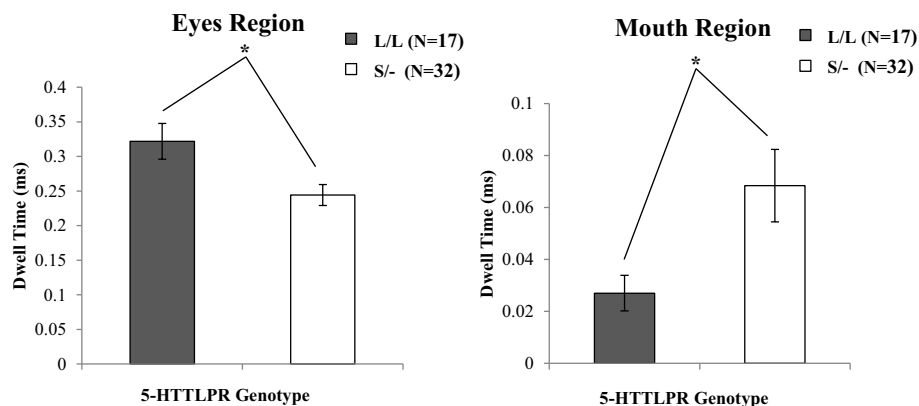 Eyes Region
*
L/L (N=17)
S/- (N=32)
0.4
0.35
0.3
0.25
0.2
0.15
0.1
0.05
0
Dwell Time (ms)
5-HTTLPR Genotype
Mouth Region
*
L/L (N=17)
S/- (N=32)
0.1
0.08
0.06
0.04
0.02
0
Dwell Time (ms)
5-HTTLPR Genotype